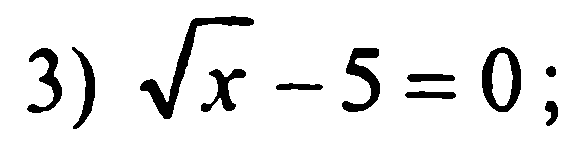 3) √x − 5 = 0;